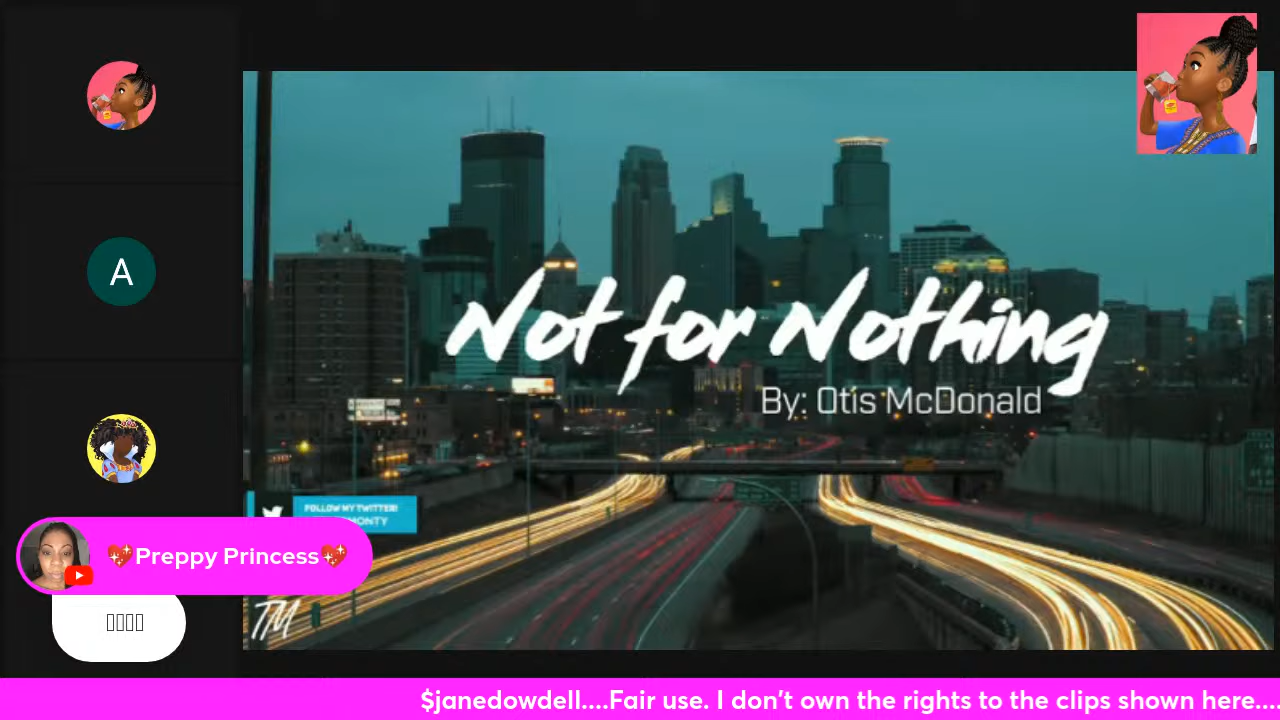 A
Not for Nothing
By: Otis McDonald
FOLLOW MY TWITTER!
MONTY
TM
💖Preppy Princess💖
$janedowdell....Fair use. I don't own the rights to the clips shown here....